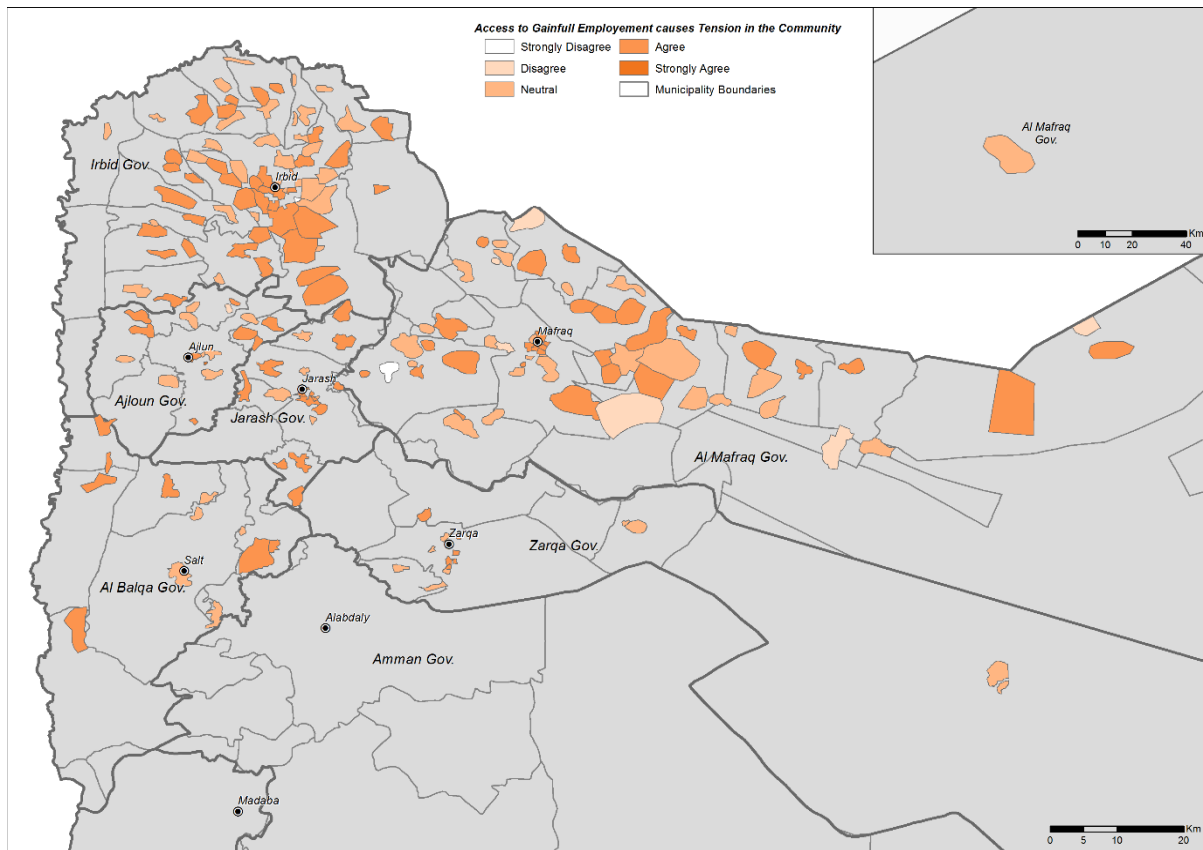 Access to Gainfull Employement causes Tension in the Community
Strongly Disagree
Agree
Disagree
Strongly Agree
Neutral
Municipality Boundaries
Al Mafraq
Gov.
Km
0 10 20 40
Irbid Gov.
Irbid
Mafraq
Ajlun
Jarash
Ajloun Gov.
Jarash Gov.
Al Mafraq Gov.
Zarqa
Zarqa Gov.
Salt
Al Balqa Gov.
Alabdaly
Amman Gov.
Madaba
Km
0 5 10 20